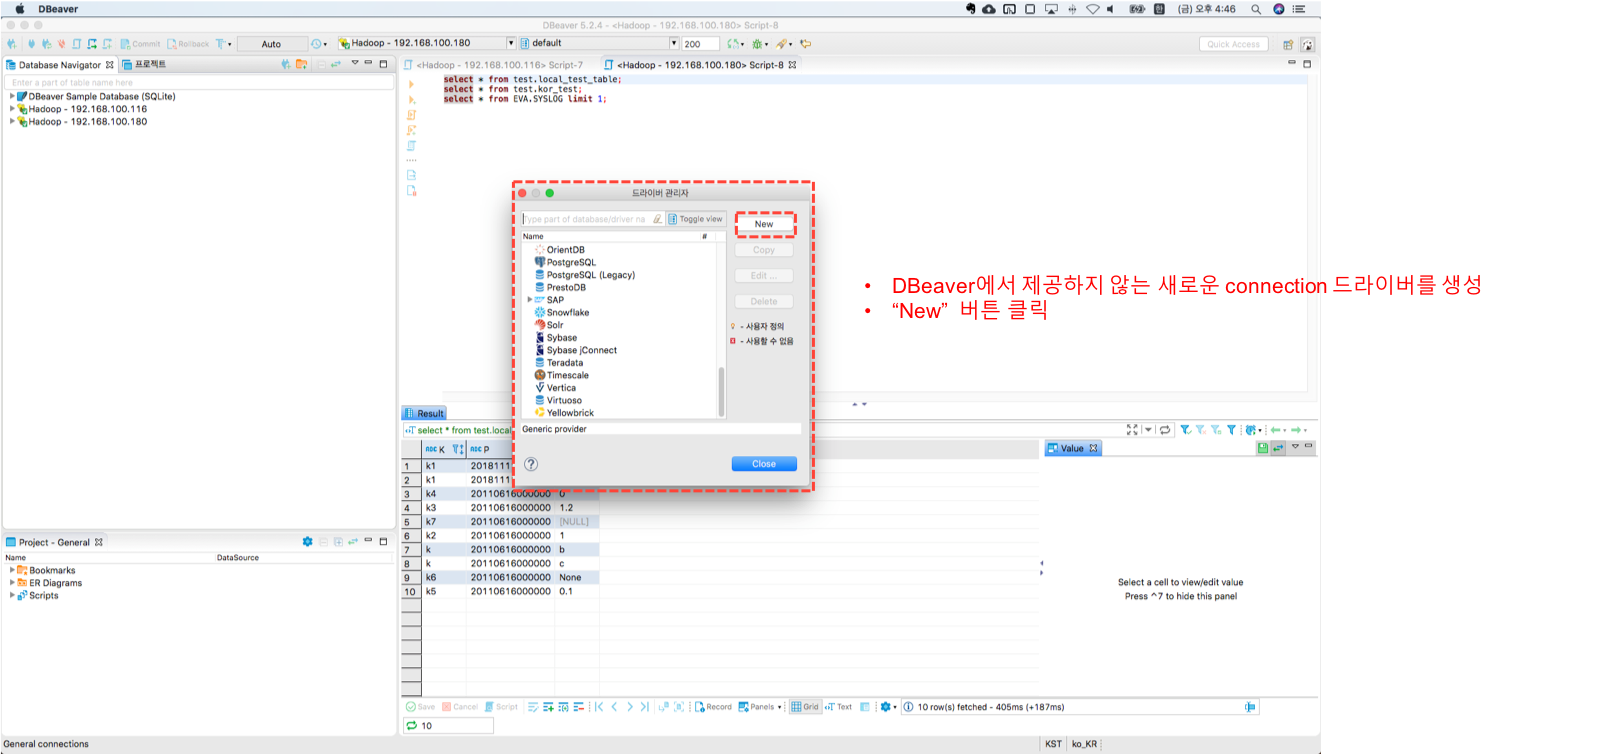 DBeaver
(금) 오후 4:46
DBeaver 5.2.4 - <Hadoop - 192.168.100.180> Script-8
Commit
Rollback
Auto
Hadoop - 192.168.100.180
default
200
Quick Access
Database Navigator
프로젝트
<Hadoop - 192.168.100.116> Script-7
<Hadoop - 192.168.100.180> Script-8
Enter a part of table name here
DBeaver Sample Database (SQLite)
Hadoop - 192.168.100.116
Hadoop - 192.168.100.180
select * from test.local_test_table;
select * from test.kor_test;
select * from EVA.SYSLOG limit 1;
드라이버 관리자
Type part of database/driver na
Toggle view
New
Name #
Copy
Edit ...
Delete
OrientDB
PostgreSQL
PostgreSQL (Legacy)
PrestoDB
SAP
Snowflake
Solr
Sybase
Sybase jConnect
Teradata
Timescale
Vertica
Virtuoso
Yellowbrick
- 사용자 정의
- 사용할 수 없음
Generic provider
? Close
• DBeaver에서 제공하지 않는 새로운 connection 드라이버를 생성
• “New” 버튼 클릭
Result
select * from test.local
ABC K ABC P
1 k1 2018111
2 k1 2018111
3 k4 20110616000000 0
4 k3 20110616000000 1.2
5 k7 20110616000000 [NULL]
6 k2 20110616000000 1
7 k 20110616000000 b
8 k 20110616000000 c
9 k6 20110616000000 None
10 k5 20110616000000 0.1
Value
Select a cell to view/edit value
Press ^7 to hide this panel
Project - General
Name DataSource
Bookmarks
ER Diagrams
Scripts
Save Cancel Script
Record Panels Grid Text
10 row(s) fetched - 405ms (+187ms)
10
General connections
KST ko_KR